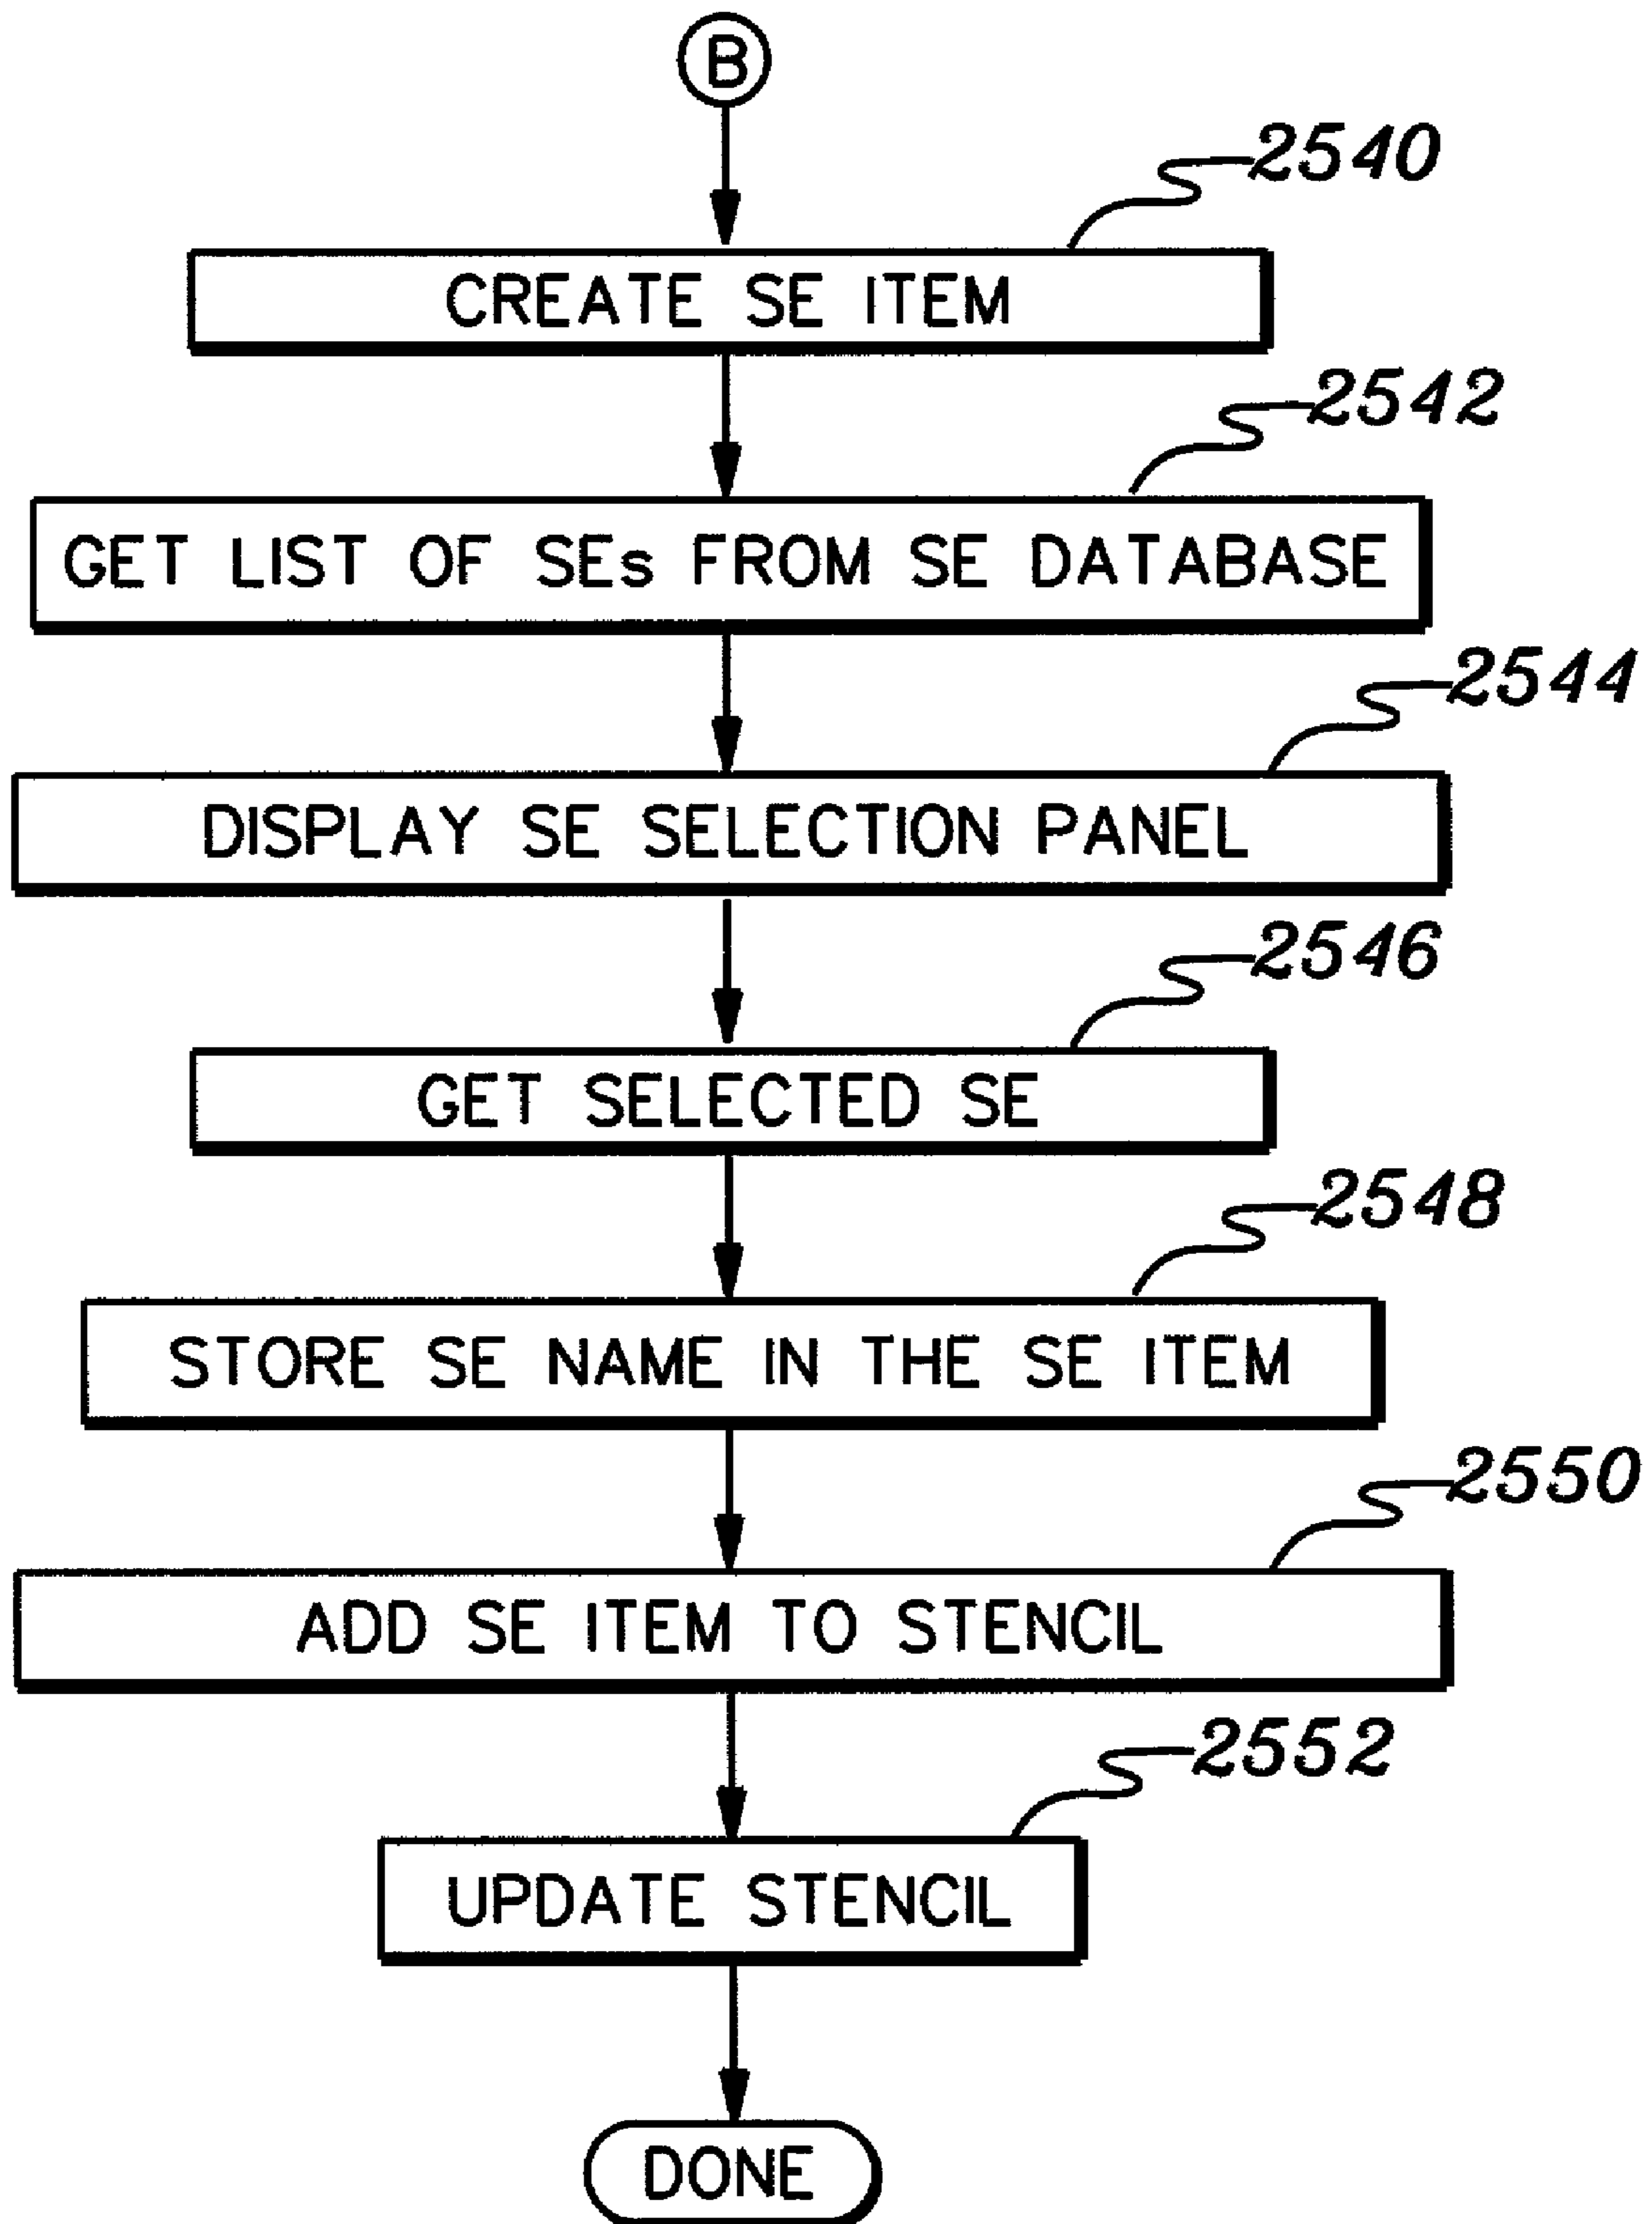 B
2540
CREATE SE ITEM
2542
GET LIST OF SEs FROM SE DATABASE
2544
DISPLAY SE SELECTION PANEL
2546
GET SELECTED SE
2548
STORE SE NAME IN THE SE ITEM
2550
ADD SE ITEM TO STENCIL
2552
UPDATE STENCIL
DONE